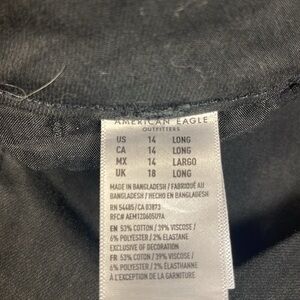 AMERICAN EAGLE
OUTFITTERS
US 14 LONG
CA 14 LONG
MX 14 LARGO
UK 18 LONG
MADE IN BANGLADESH / FABRIQUÉ AU
BANGLADESH / HECHO EN BANGLADESH
RN 54485/CA 03873
RFC# AEM120605U9A
EN 53% COTTON / 39% VISCOSE /
6% POLYESTER / 2% ELASTANE
EXCLUSIVE OF DECORATION
FR 53% COTON / 39% VISCOSE /
6% POLYESTER / 2% ÉLASTHANNE
À L'EXCEPTION DE LA GARNITURE